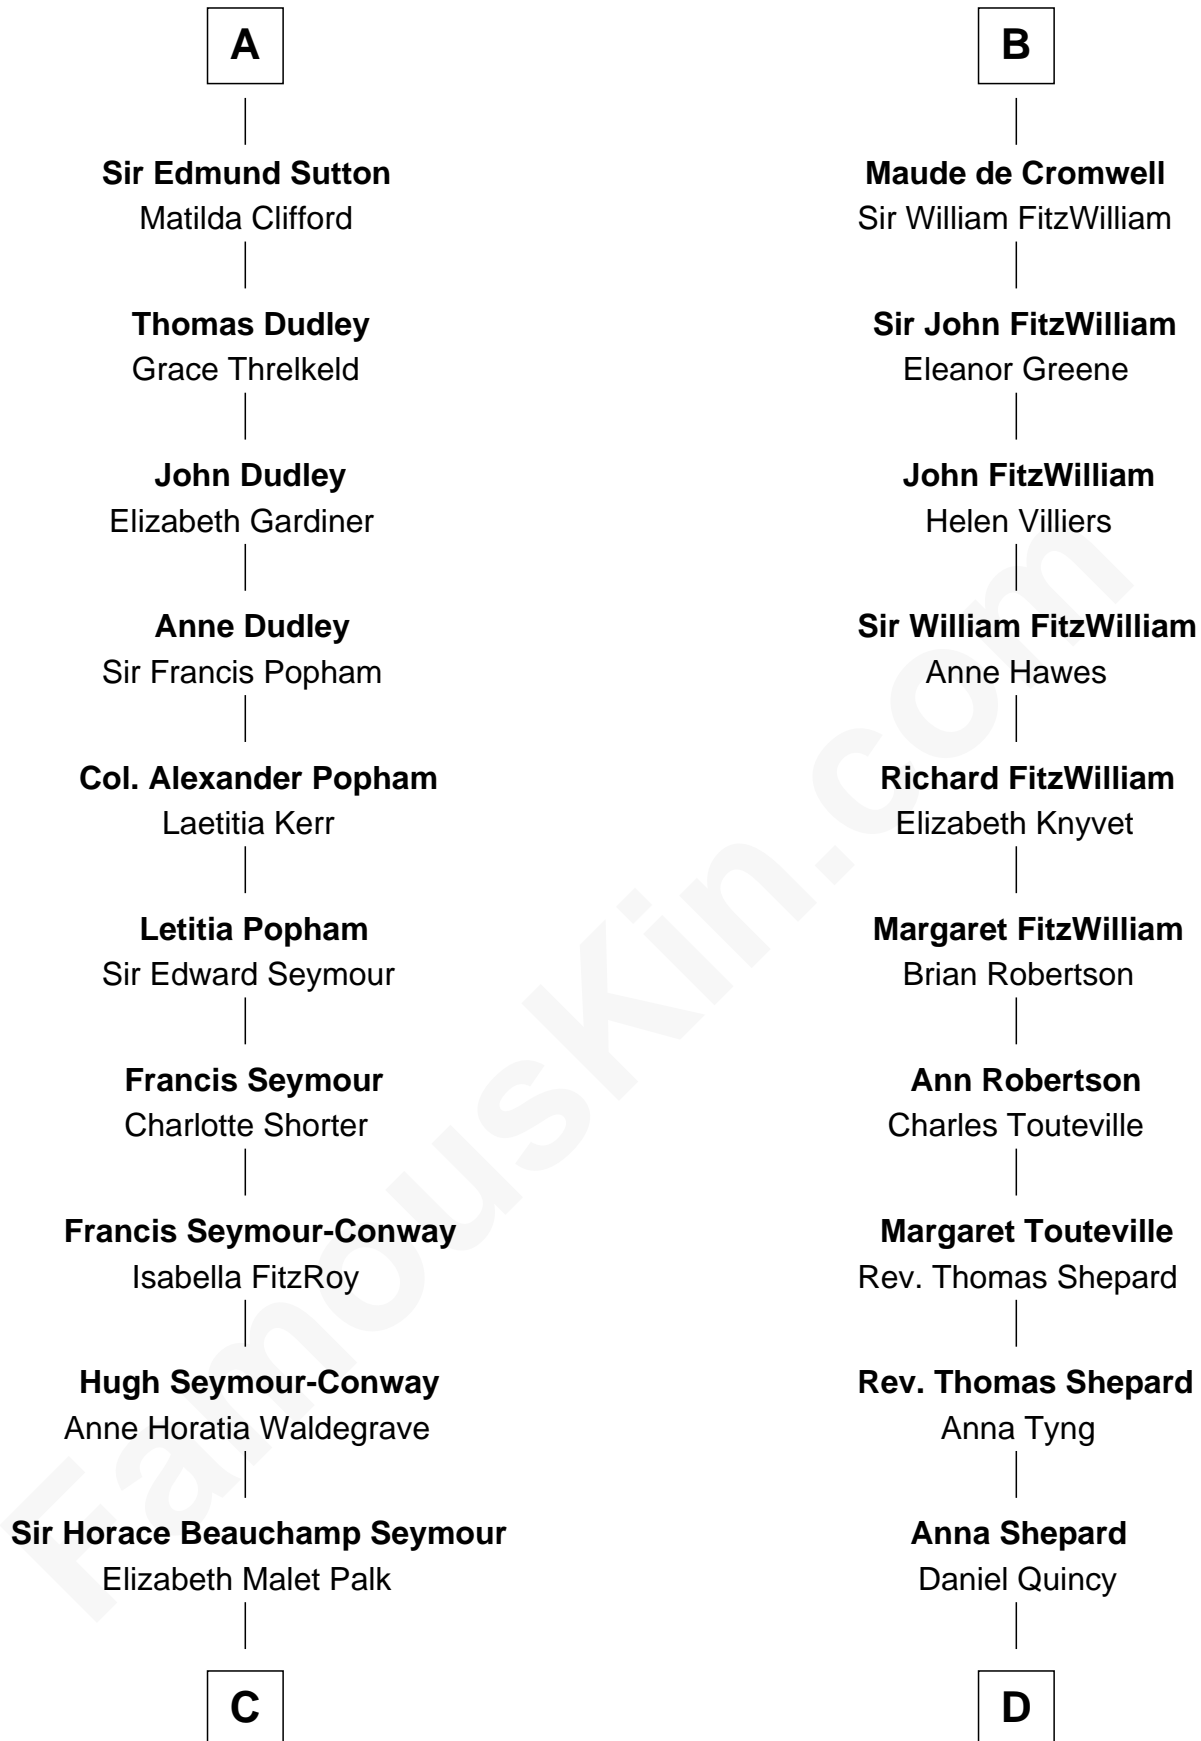 A
Sir Edmund Sutton
Matilda Clifford
Thomas Dudley
Grace Threlkeld
John Dudley
Elizabeth Gardiner
Anne Dudley
Sir Francis Popham
Col. Alexander Popham
Laetitia Kerr
Letitia Popham
Sir Edward Seymour
Francis Seymour
Charlotte Shorter
Francis Seymour-Conway
Isabella FitzRoy
Hugh Seymour-Conway
Anne Horatia Waldegrave
Sir Horace Beauchamp Seymour
Elizabeth Malet Palk
C
B
Maude de Cromwell
Sir William FitzWilliam
Sir John FitzWilliam
Eleanor Greene
John FitzWilliam
Helen Villiers
Sir William FitzWilliam
Anne Hawes
Richard FitzWilliam
Elizabeth Knyvet
Margaret FitzWilliam
Brian Robertson
Ann Robertson
Charles Touteville
Margaret Touteville
Rev. Thomas Shepard
Rev. Thomas Shepard
Anna Tyng
Anna Shepard
Daniel Quincy
D
FamousKin.com